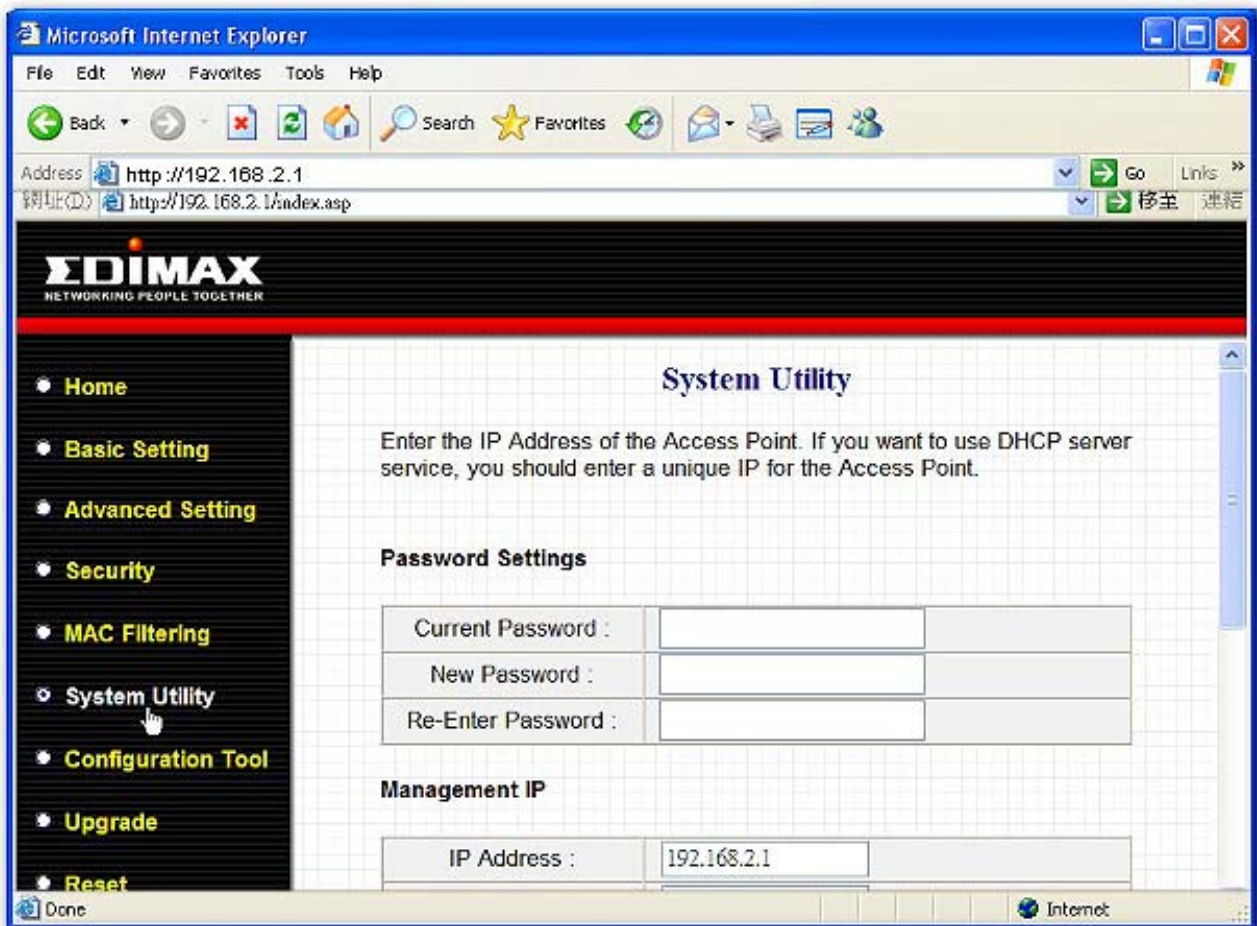 Microsoft Internet Explorer
File Edit View Favorites Tools Help
Back Search Favorites
Address http://192.168.2.1 Go Links »
網址(D) http://192.168.2.1/index.asp 移至 連結
EDIMAX
NETWORKING PEOPLE TOGETHER
Home
Basic Setting
Advanced Setting
Security
MAC Filtering
System Utility
Configuration Tool
Upgrade
Reset
System Utility
Enter the IP Address of the Access Point. If you want to use DHCP server
service, you should enter a unique IP for the Access Point.
Password Settings
Current Password :
New Password :
Re-Enter Password :
Management IP
IP Address : 192.168.2.1
Done Internet